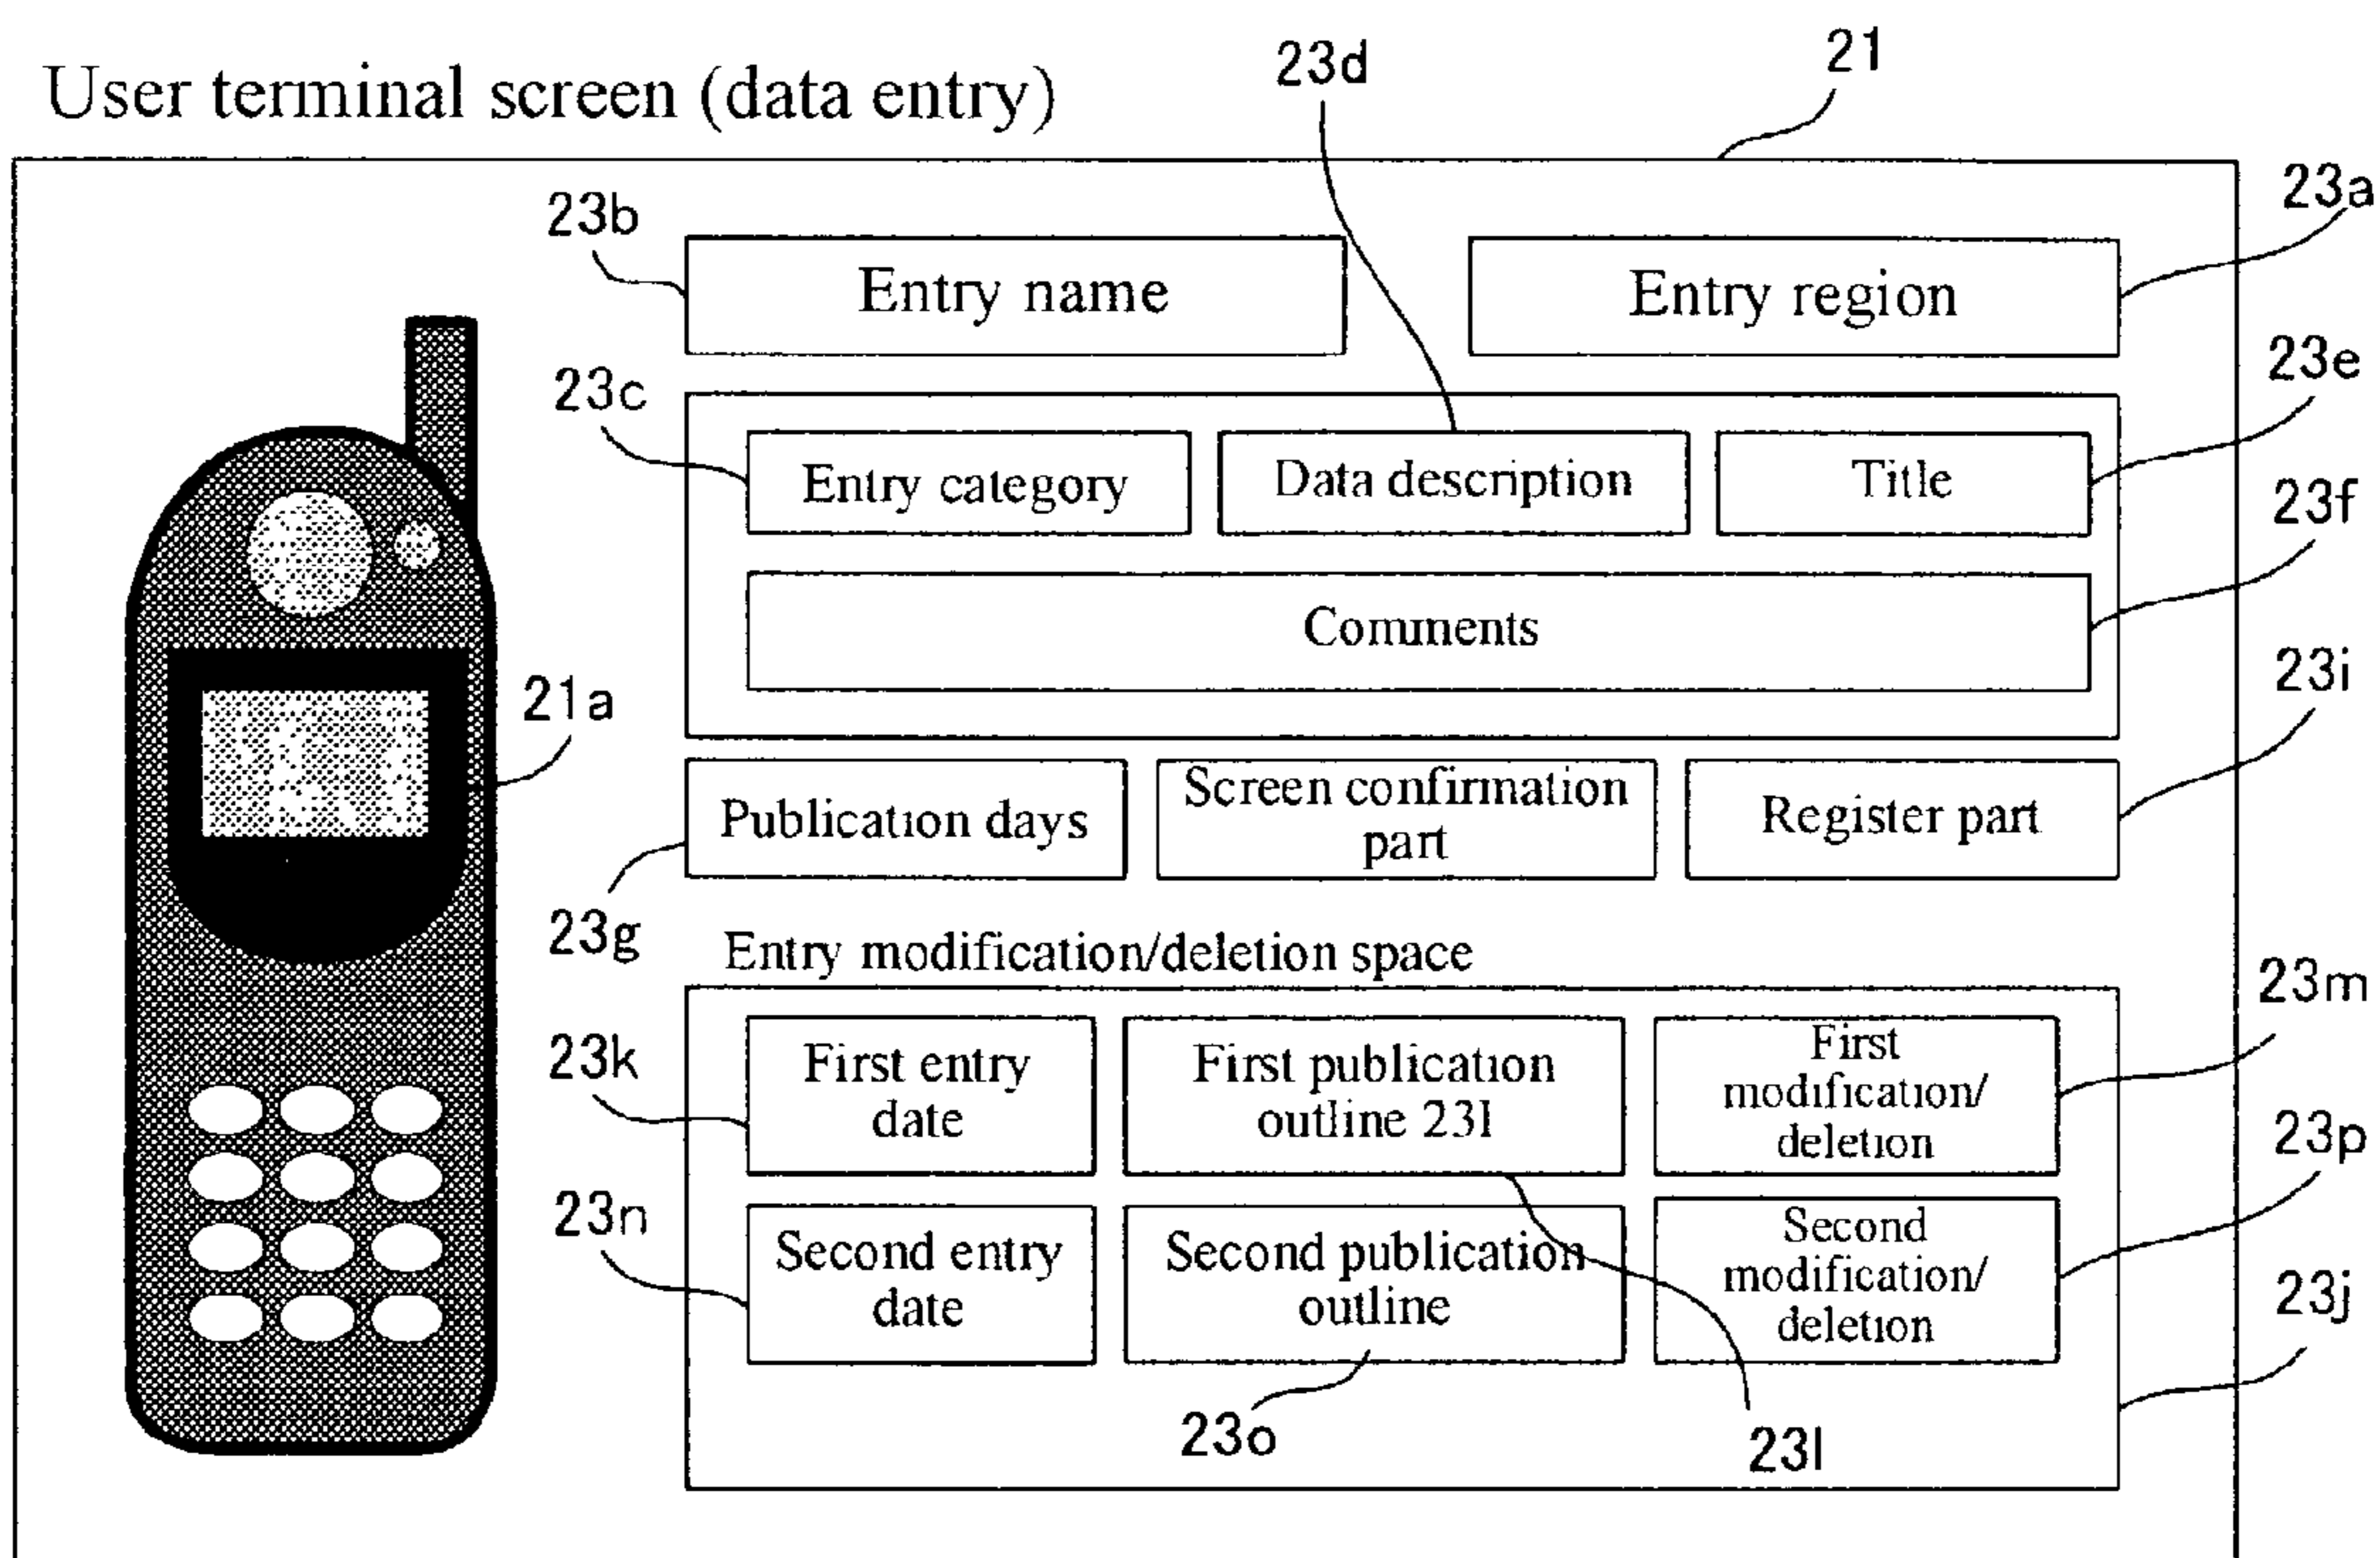 User terminal screen (data entry)
23d
21
23b
23a
Entry name
Entry region
23c
23e
Entry category
Data description
Title
23f
Comments
21a
23i
Publication days
Screen confirmation
part
Register part
23g
Entry modification/deletion space
23m
23k
First entry
date
First publication
outline 23l
First
modification/
deletion
23p
23n
Second entry
date
Second publication
outline
Second
modification/
deletion
23j
23o
23l